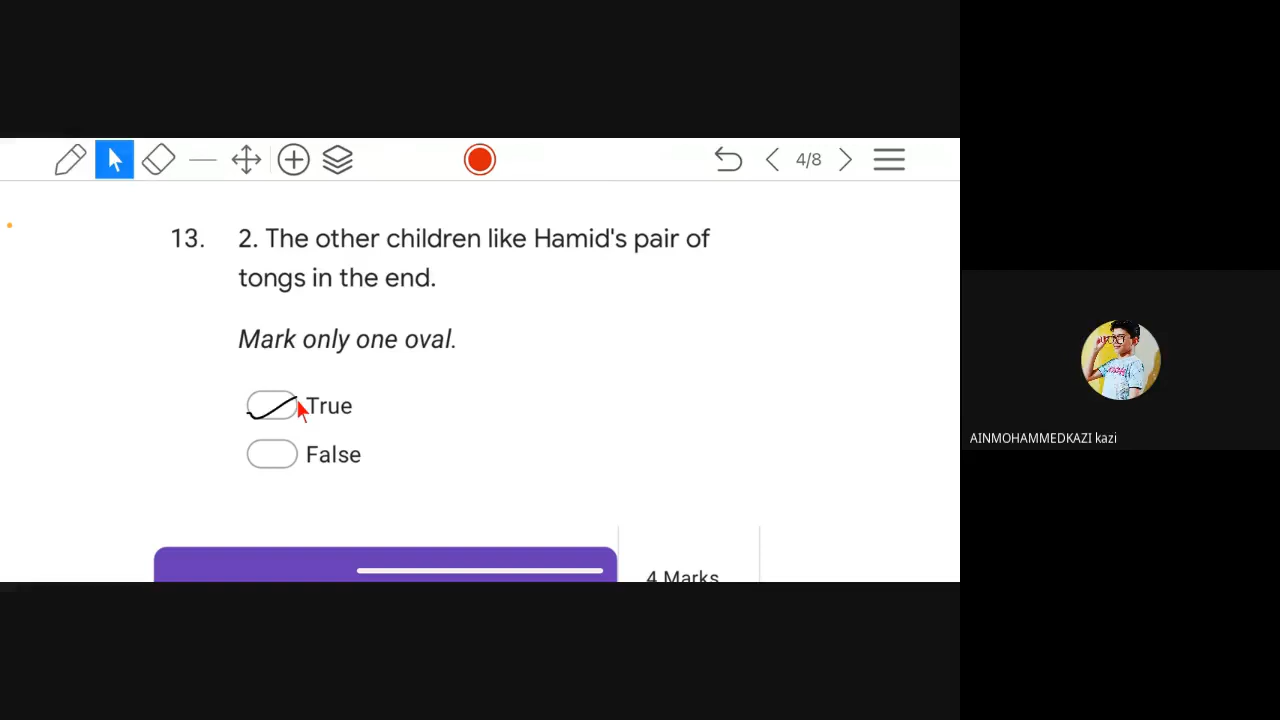 4/8
13. 2. The other children like Hamid's pair of
tongs in the end.
Mark only one oval.
True
False
4 Marks
AINMOHAMMEDKAZI kazi